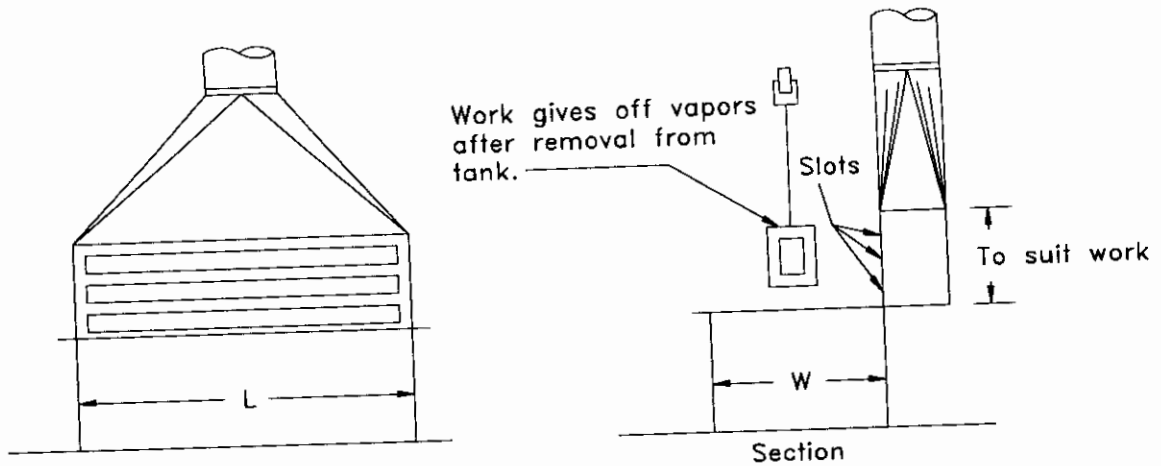 Work gives off vapors
after removal from
tank.
Slots
To suit work
L
W
Section